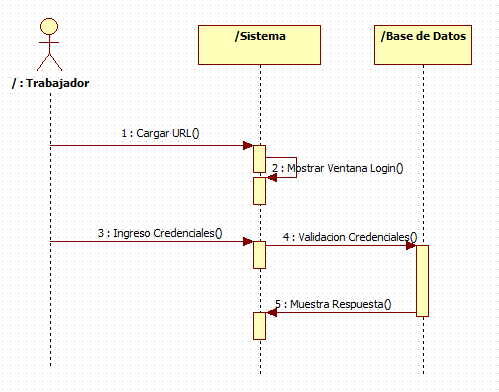 /Sistema
/Base de Datos
/ : Trabajador
1 : Cargar URL()
2 : Mostrar Ventana Login()
3 : Ingreso Credenciales()
4 : Validacion Credenciales()
5 : Muestra Respuesta()